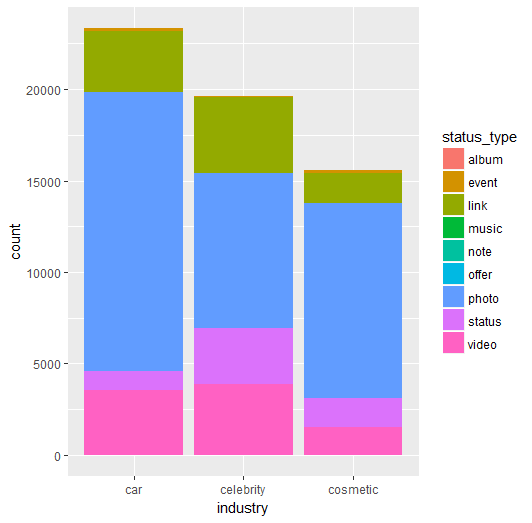 count
20000
15000
10000
5000
0
car celebrity cosmetic
industry
status_type
album
event
link
music
note
offer
photo
status
video